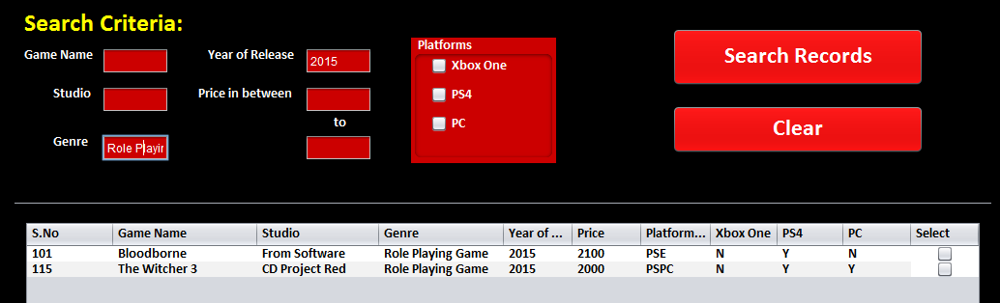 Search Criteria:
Game Name Year of Release 2015
Studio Price in between
to
Genre Role Playin
Platforms
Xbox One
PS4
PC
Search Records
Clear
S.No Game Name Studio Genre Year of ... Price Platform... Xbox One PS4 PC Select
101 Bloodborne From Software Role Playing Game 2015 2100 PSE N Y N
115 The Witcher 3 CD Project Red Role Playing Game 2015 2000 PSPC N Y Y